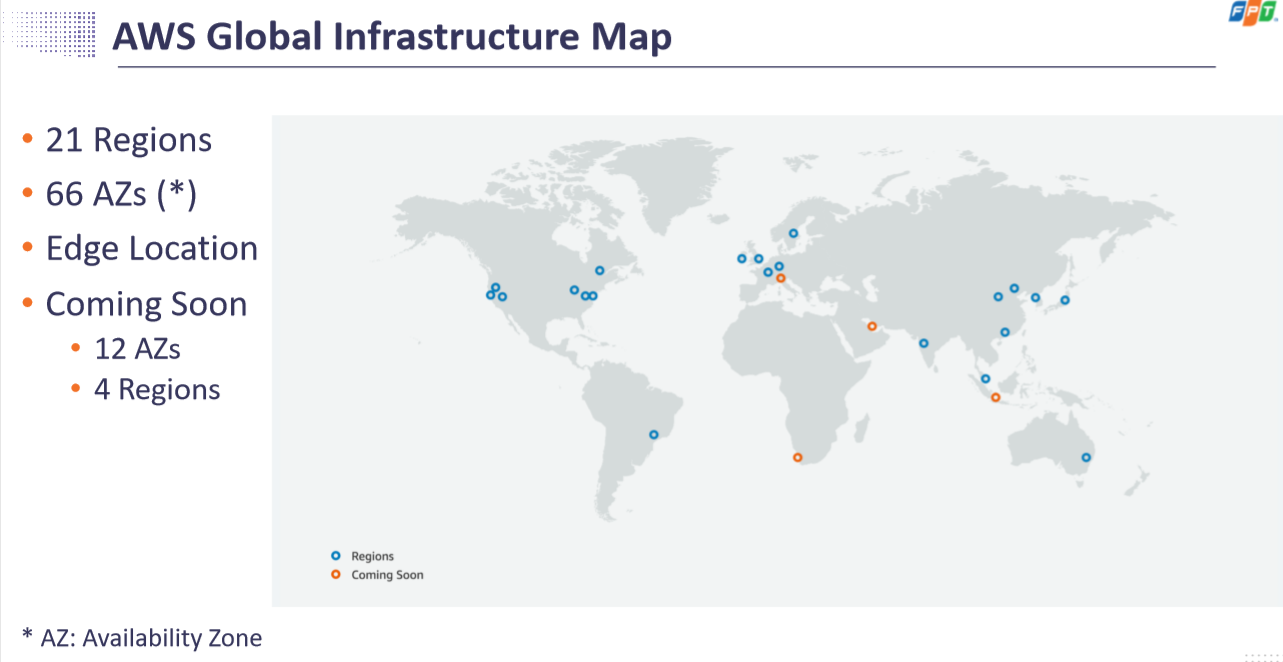 AWS Global Infrastructure Map
FPT
• 21 Regions
• 66 AZs (*)
• Edge Location
• Coming Soon
• 12 AZs
• 4 Regions
Regions
Coming Soon
* AZ: Availability Zone